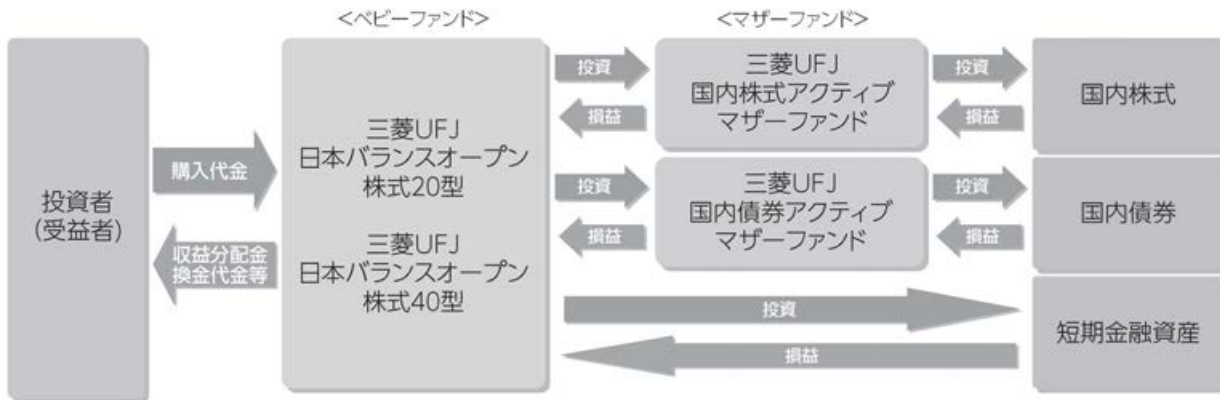 <ベビーファンド>
<マザーファンド>
投資者
(受益者)
購入代金
収益分配金
換金代金等
三菱UFJ
日本バランスオープン
株式20型
三菱UFJ
日本バランスオープン
株式40型
投資
損益
三菱UFJ
国内株式アクティブ
マザーファンド
投資
損益
国内株式
投資
損益
三菱UFJ
国内債券アクティブ
マザーファンド
投資
損益
国内債券
投資
損益
短期金融資産